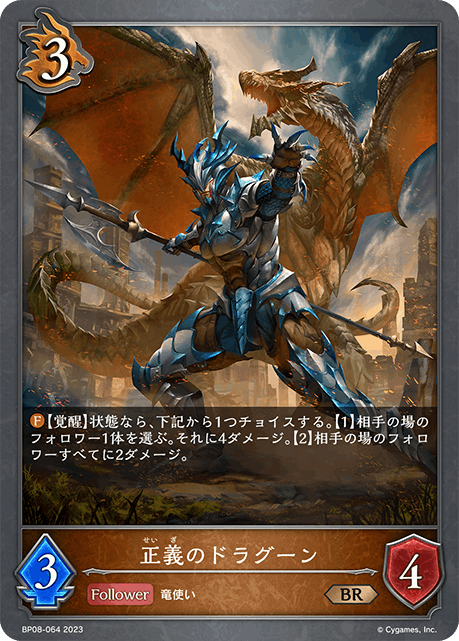 3
Ⓕ【覚醒】状態なら、下記から1つチョイスする。【1】相手の場の
フォロワー1体を選ぶ。それに4ダメージ。【2】相手の場のフォロ
ワーすべてに2ダメージ。
せいぎ
正義のドラグーン
3
Follower 竜使い
BR
4
BP08-064 2023
© Cygames, Inc.